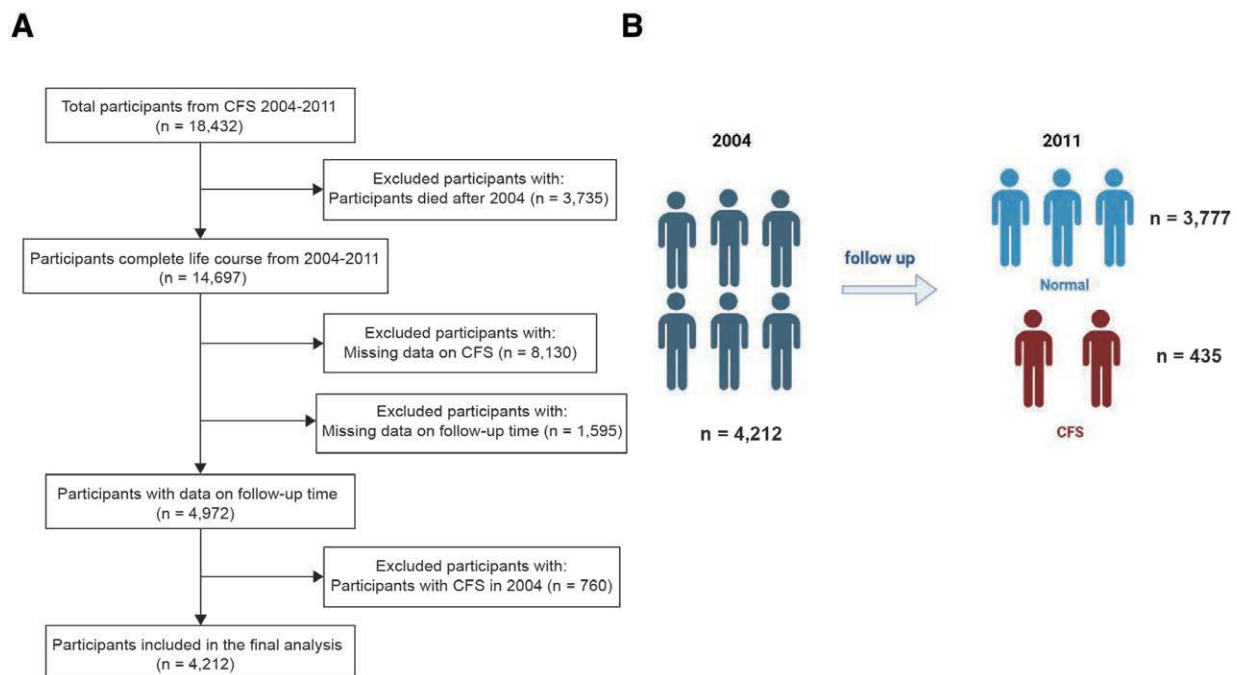 A
Total participants from CFS 2004-2011
(n = 18,432)
Excluded participants with:
Participants died after 2004 (n = 3,735)
Participants complete life course from 2004-2011
(n = 14,697)
Excluded participants with:
Missing data on CFS (n = 8,130)
Excluded participants with:
Missing data on follow-up time (n = 1,595)
Participants with data on follow-up time
(n = 4,972)
Excluded participants with:
Participants with CFS in 2004 (n = 760)
Participants included in the final analysis
(n = 4,212)
B
2004
n = 4,212
follow up
2011
n = 3,777
Normal
n = 435
CFS